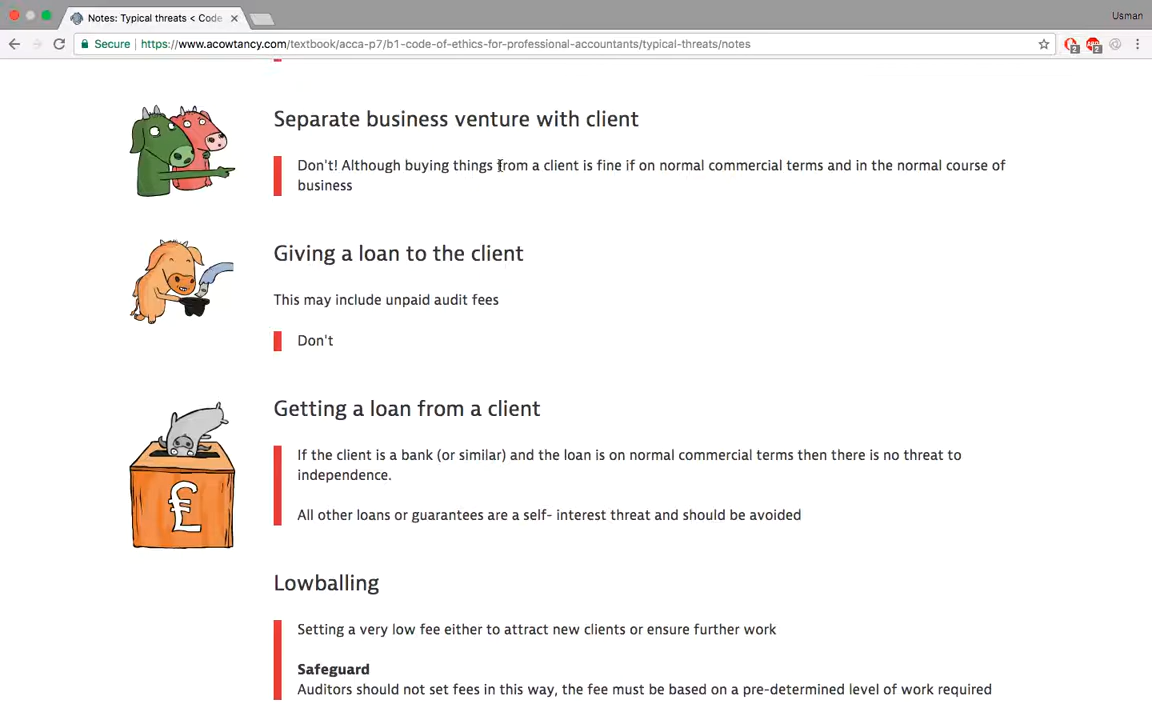 Notes: Typical threats < Code
Usman
Secure
https://www.acowtancy.com/textbook/acca-p7/b1-code-of-ethics-for-professional-accountants/typical-threats/notes
2
2
Separate business venture with client
Don't! Although buying things from a client is fine if on normal commercial terms and in the normal course of
business
Giving a loan to the client
This may include unpaid audit fees
Don't
Getting a loan from a client
If the client is a bank (or similar) and the loan is on normal commercial terms then there is no threat to
independence.
All other loans or guarantees are a self- interest threat and should be avoided
£
Lowballing
Setting a very low fee either to attract new clients or ensure further work
Safeguard
Auditors should not set fees in this way, the fee must be based on a pre-determined level of work required